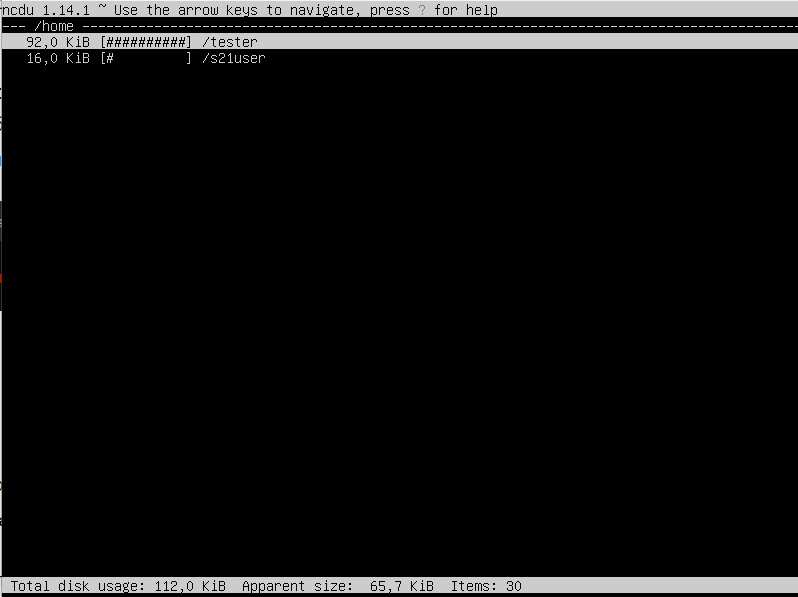 ncdu 1.14.1 ~ Use the arrow keys to navigate, press ? for help
--- /home ------------------------------------------------------------------------------------------
92,0 KiB [##########] /tester
16,0 KiB [#         ] /s21user
Total disk usage: 112,0 KiB  Apparent size:  65,7 KiB  Items: 30